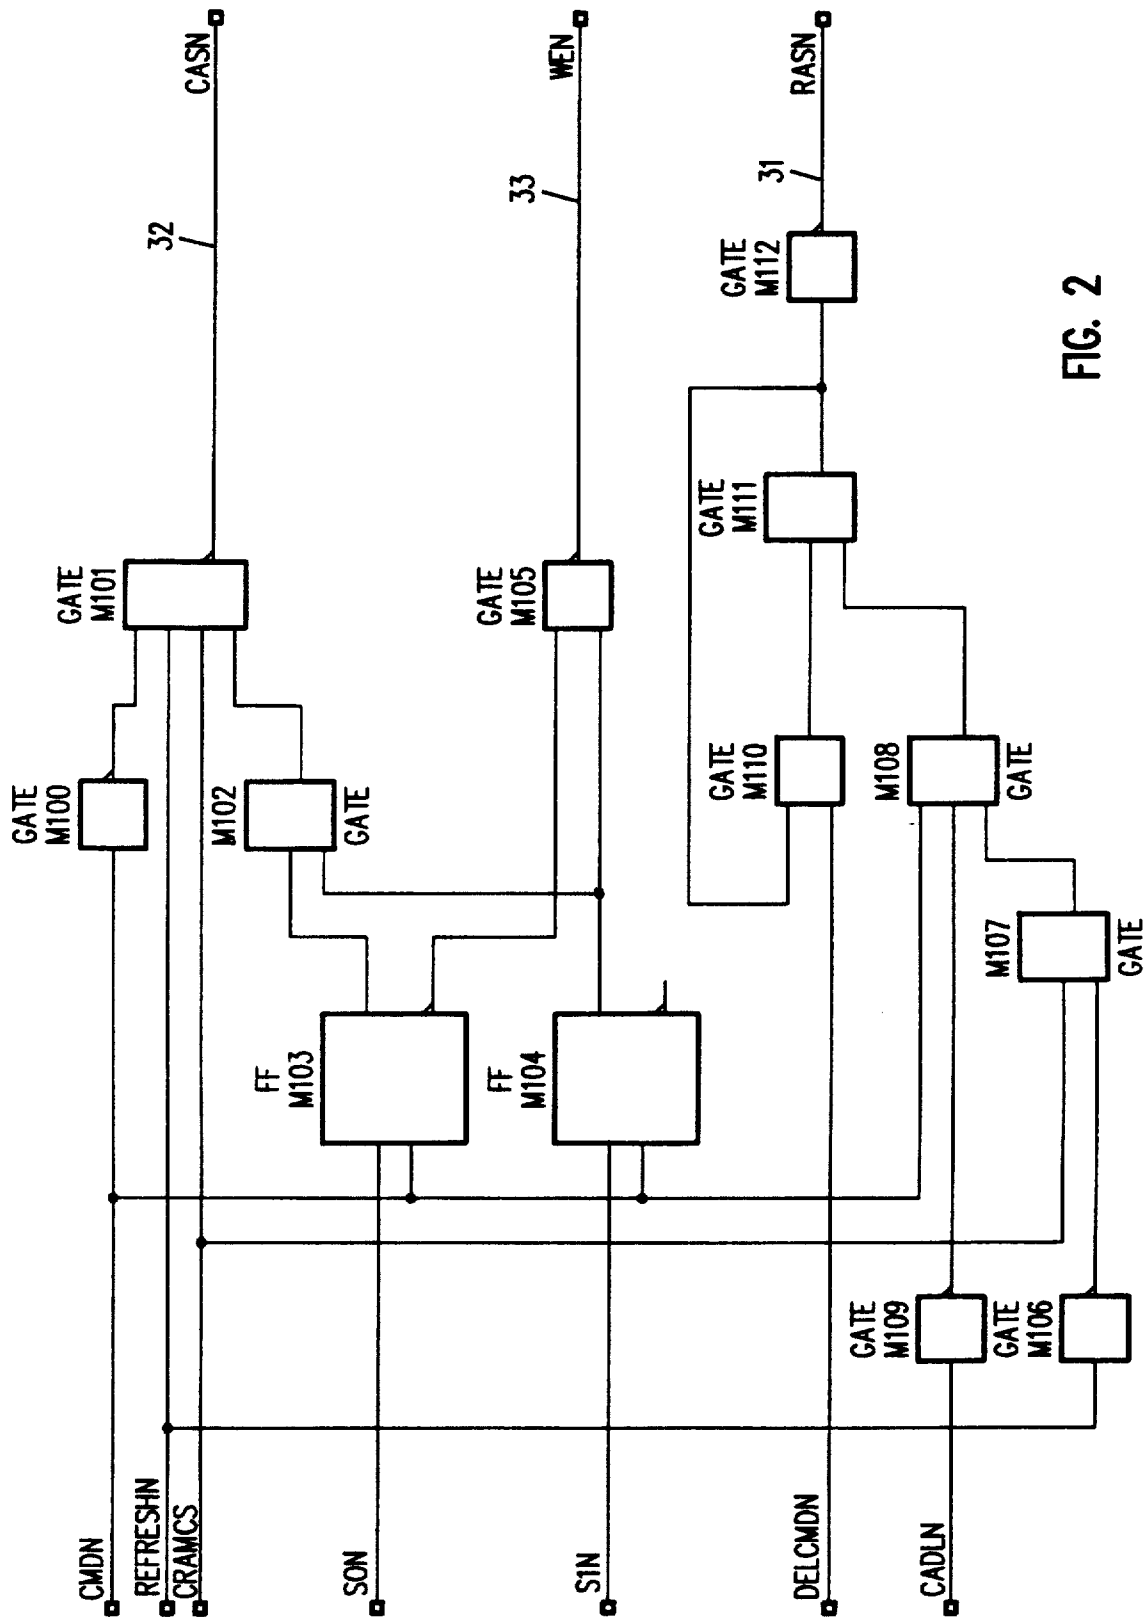 CMDN
REFRESHN
CRAMCS
SON
S1N
DELCMDN
CADLN
GATE
M109
GATE
M106
FF
M103
FF
M104
M107
GATE
GATE
M100
M102
GATE
GATE
M110
M108
GATE
GATE
M101
GATE
M105
GATE
M111
GATE
M112
32
33
31
CASN
WEN
RASN
FIG. 2